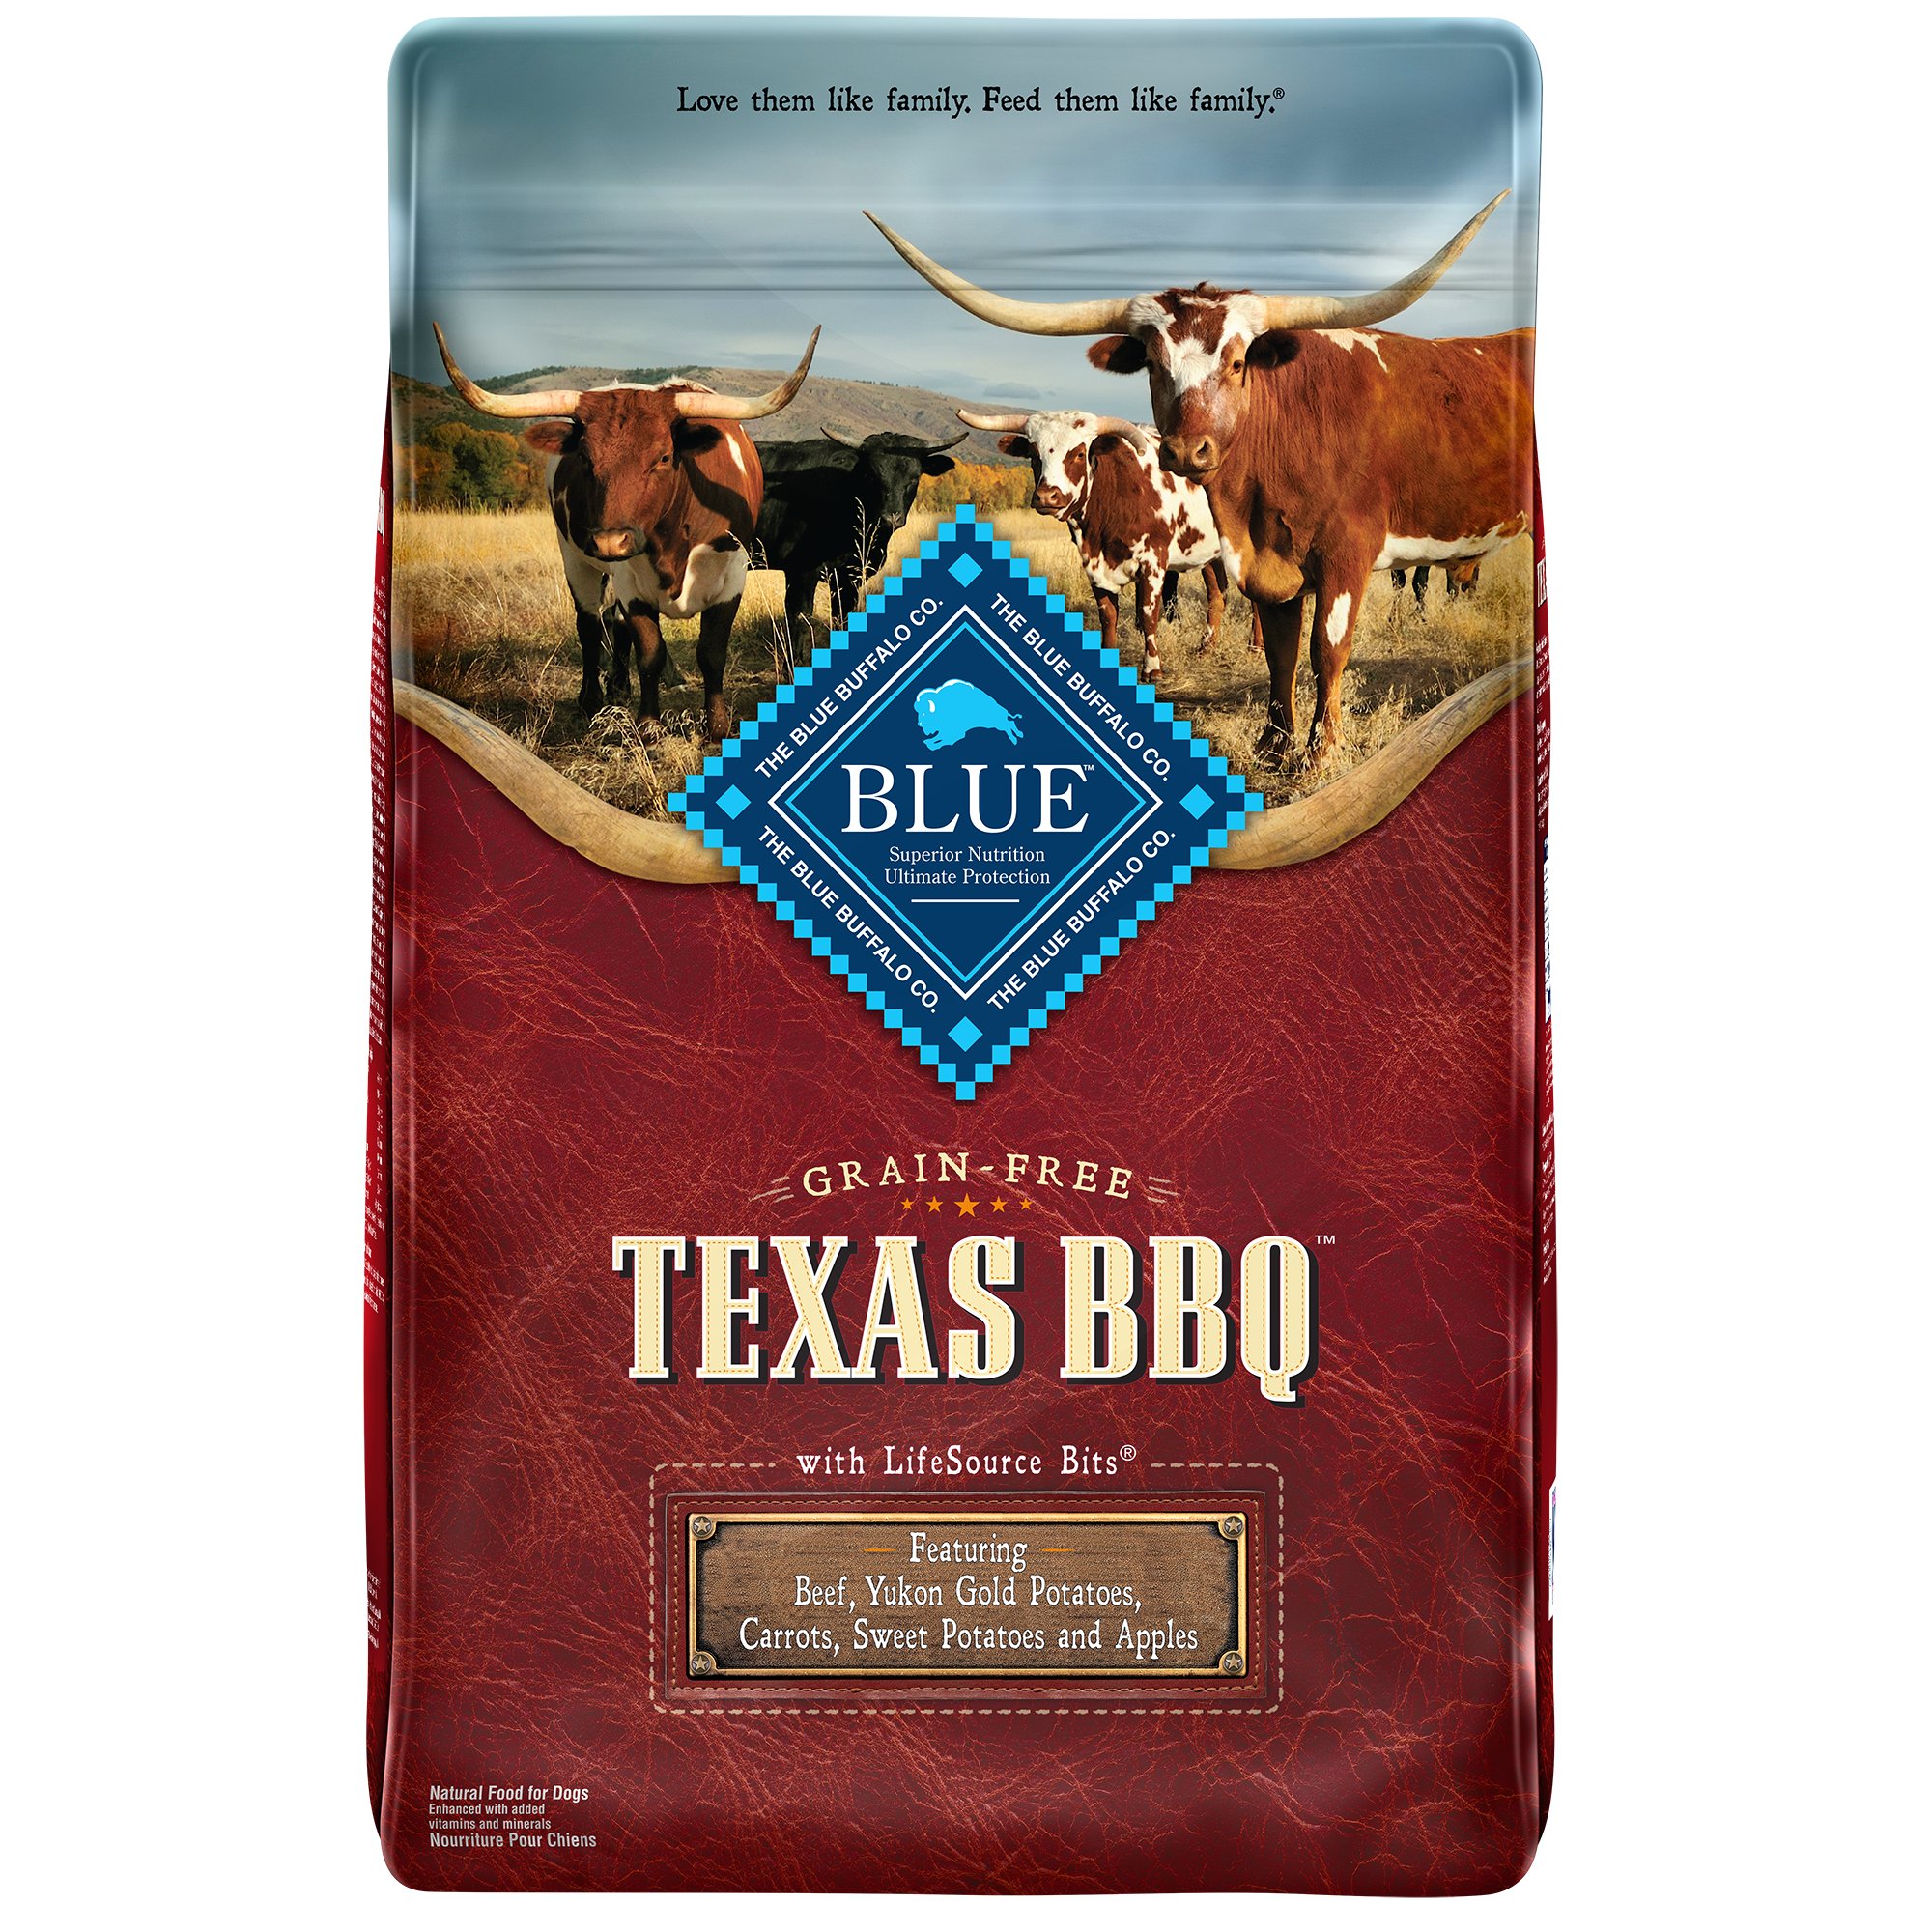 Love them like family. Feed them like family.®
THE BLUE BUFFALO CO.
THE BLUE BUFFALO CO.
BLUE™
Superior Nutrition
Ultimate Protection
THE BLUE BUFFALO CO.
THE BLUE BUFFALO CO.
GRAIN-FREE
TEXAS BBQ™
with LifeSource Bits®
Featuring
Beef, Yukon Gold Potatoes,
Carrots, Sweet Potatoes and Apples
Natural Food for Dogs
Enhanced with added
vitamins and minerals
Nourriture Pour Chiens